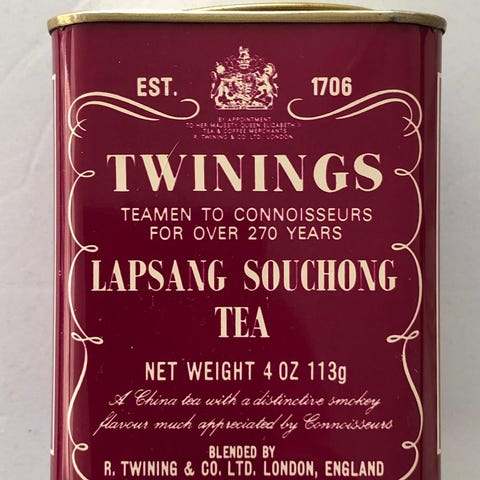 EST. 1706
BY APPOINTMENT
TO HER MAJESTY QUEEN ELIZABETH II
TEA & COFFEE MERCHANTS
R. TWINING & CO. LTD., LONDON.
TWININGS
TEAMEN TO CONNOISSEURS
FOR OVER 270 YEARS
LAPSANG SOUCHONG
TEA
NET WEIGHT 4 OZ 113g
A China tea with a distinctive smokey
flavour much appreciated by Connoisseurs
BLENDED BY
R. TWINING & CO. LTD. LONDON, ENGLAND